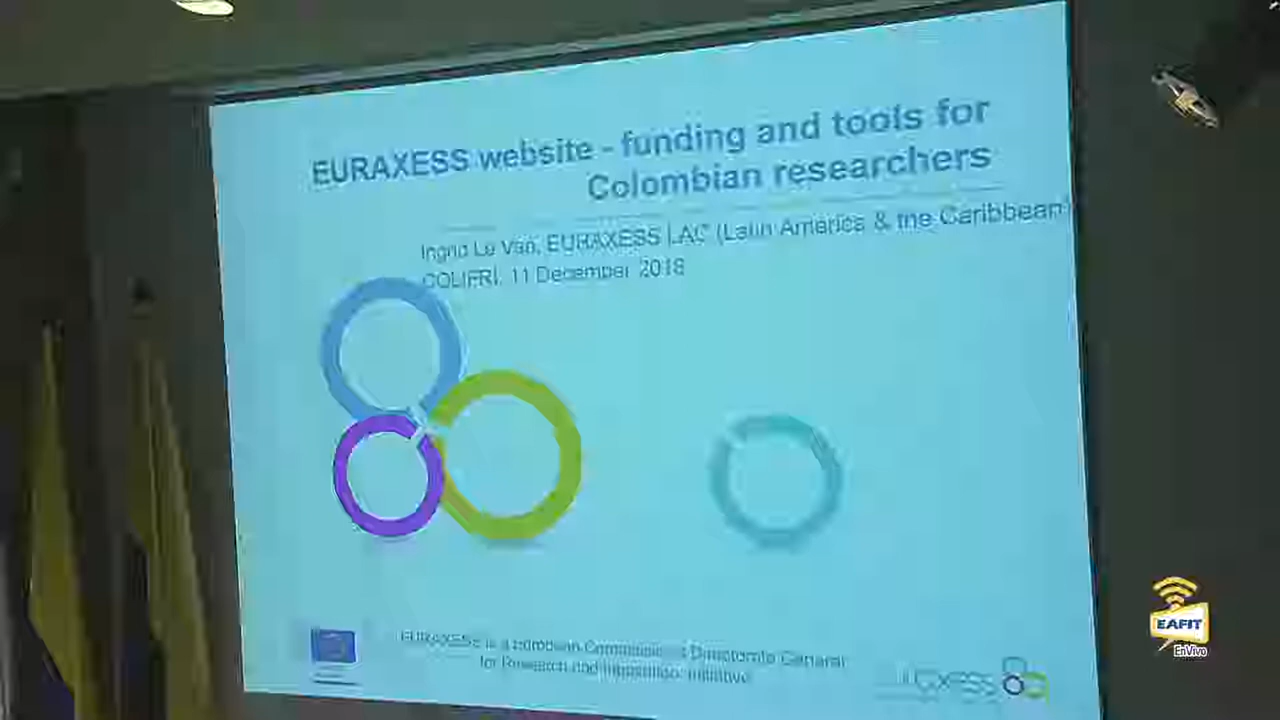 EURAXESS website - funding and tools for
Colombian researchers
Ingrid Le Van, EURAXESS LAC (Latin America & the Caribbean)
COLIFRI, 11 December 2018
EURAXESS is a European Commission Directorate General
for Research and Innovation initiative
euraxess
EAFIT
EnVivo